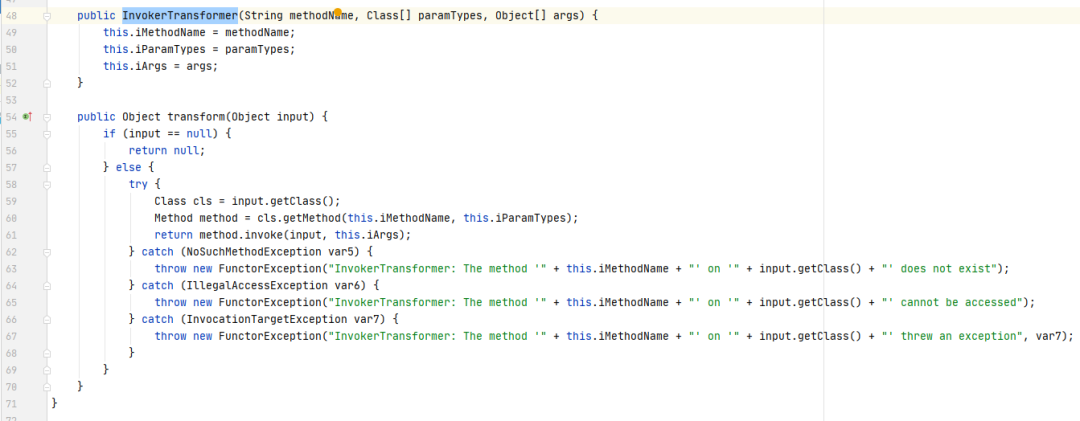 48 public InvokerTransformer(String methodName, Class[] paramTypes, Object[] args) {
49 this.iMethodName = methodName;
50 this.iParamTypes = paramTypes;
51 this.iArgs = args;
52 }
53
54 public Object transform(Object input) {
55 if (input == null) {
56 return null;
57 } else {
58 try {
59 Class cls = input.getClass();
60 Method method = cls.getMethod(this.iMethodName, this.iParamTypes);
61 return method.invoke(input, this.iArgs);
62 } catch (NoSuchMethodException var5) {
63 throw new FunctorException("InvokerTransformer: The method '" + this.iMethodName + "' on '" + input.getClass() + "' does not exist");
64 } catch (IllegalAccessException var6) {
65 throw new FunctorException("InvokerTransformer: The method '" + this.iMethodName + "' on '" + input.getClass() + "' cannot be accessed");
66 } catch (InvocationTargetException var7) {
67 throw new FunctorException("InvokerTransformer: The method '" + this.iMethodName + "' on '" + input.getClass() + "' threw an exception", var7);
68 }
69 }
70 }
71 }